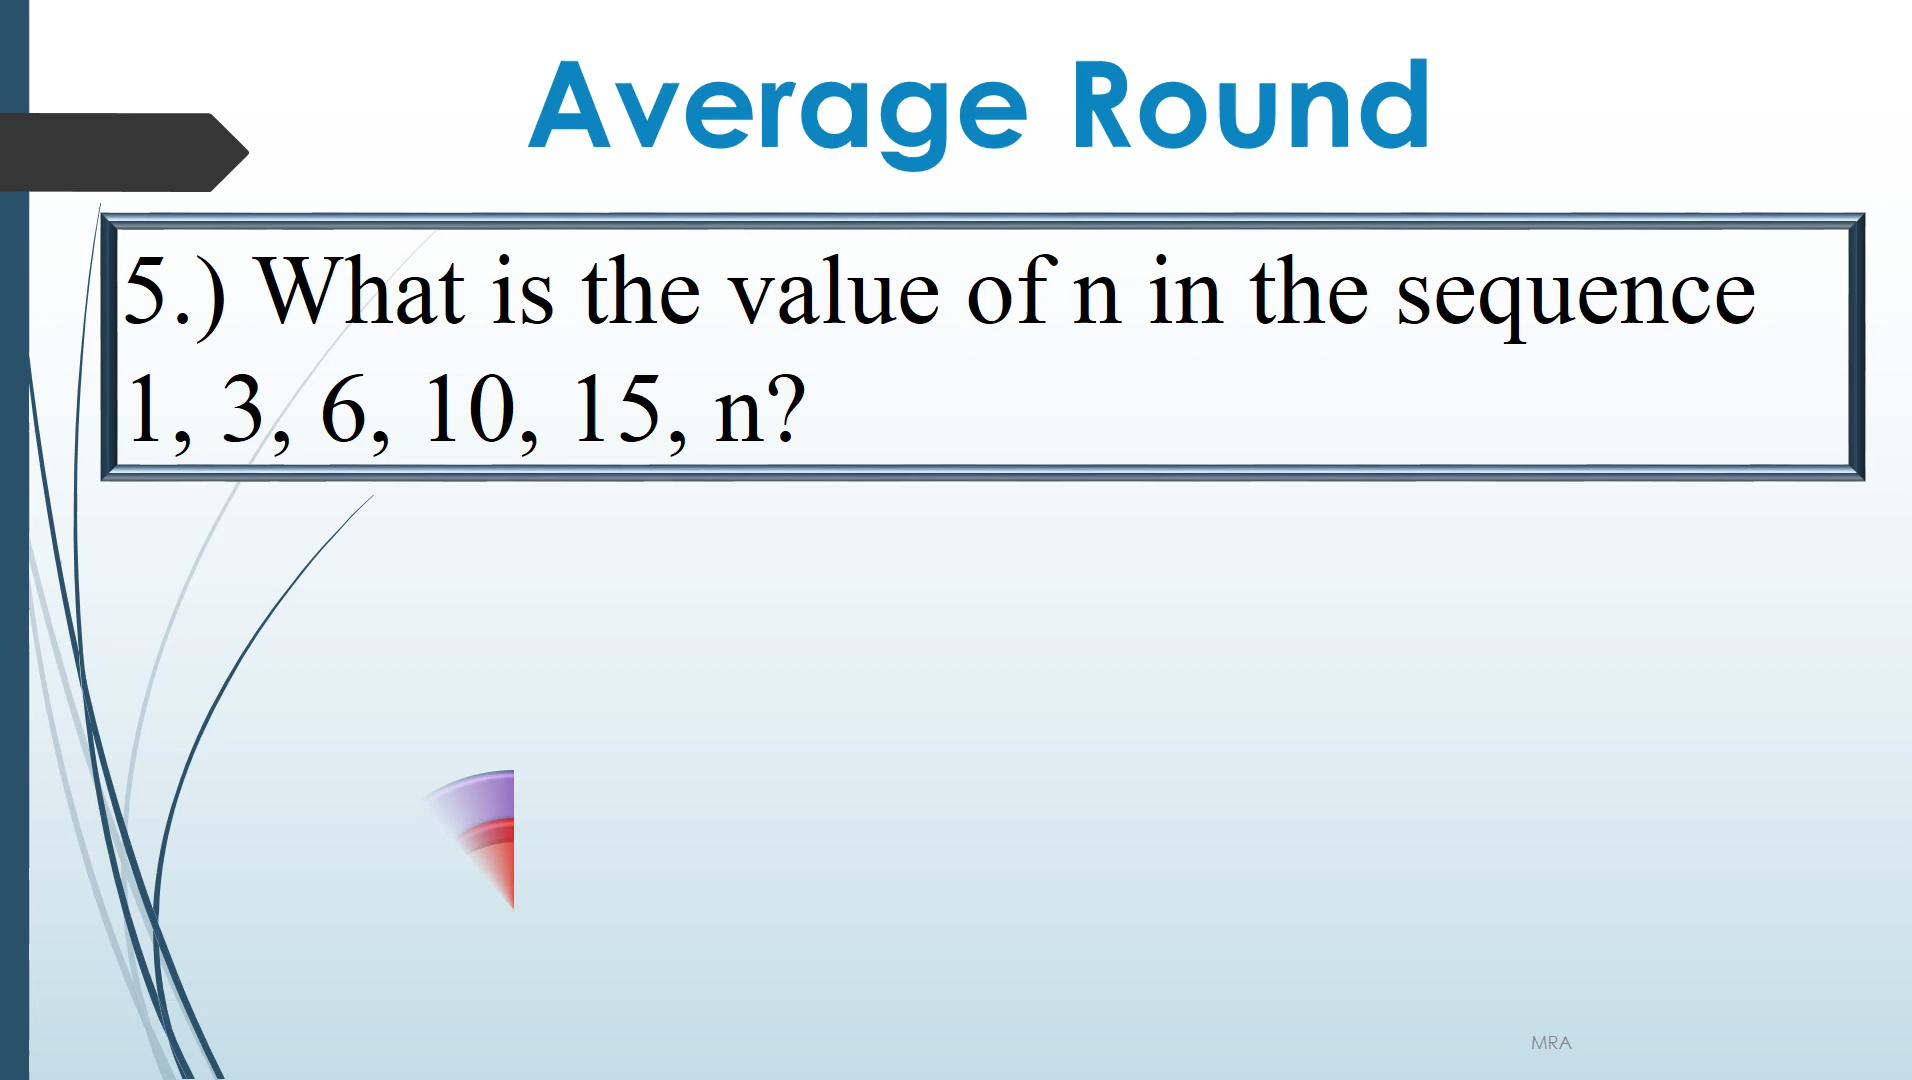 Average Round
5.) What is the value of n in the sequence
1, 3, 6, 10, 15, n?
MRA